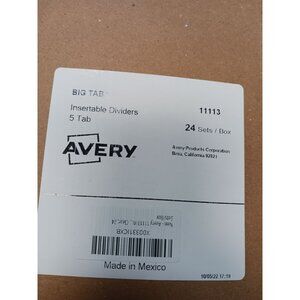 BIG TAB
Insertable Dividers
11113
5 Tab
24 Sets / Box
AVERY
Avery Products Corporation
Brea, California 92821
X00331ICXB
Made in Mexico